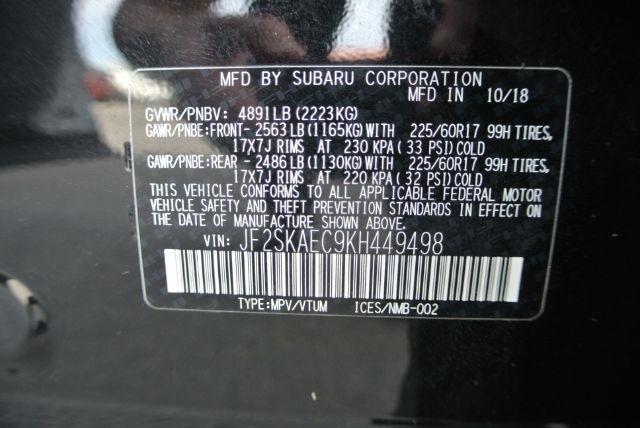 MFD BY SUBARU CORPORATION
MFD IN 10/18
GVWR/PNBV: 4891LB(2223KG)
GAWR/PNBE:FRONT- 2563LB(1165KG)WITH 225/60R17 99H TIRES,
17X7J RIMS AT 230 KPA( 33 PSI)COLD
GAWR/PNBE:REAR - 2486LB(1130KG)WITH 225/60R17 99H TIRES,
17X7J RIMS AT 220 KPA( 32 PSI)COLD
THIS VEHICLE CONFORMS TO ALL APPLICABLE FEDERAL MOTOR
VEHICLE SAFETY AND THEFT PREVENTION STANDARDS IN EFFECT ON
THE DATE OF MANUFACTURE SHOWN ABOVE.
VIN: JF2SKAEC9KH449498
TYPE:MPV/VTUM ICES/NMB-002